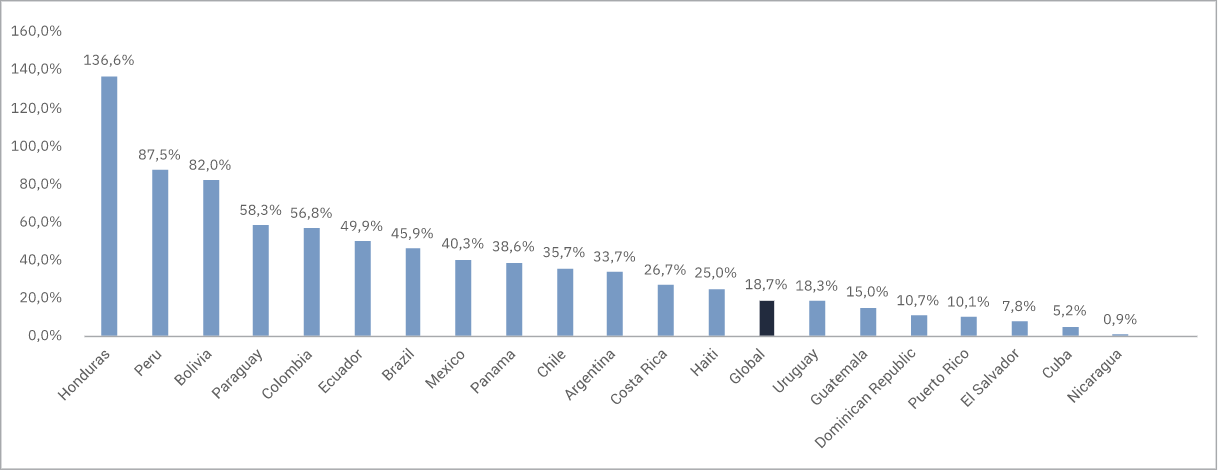 160,0%
140,0%
120,0%
100,0%
80,0%
60,0%
40,0%
20,0%
0,0%
136,6%
87,5%
82,0%
58,3%
56,8%
49,9%
45,9%
40,3%
38,6%
35,7%
33,7%
26,7%
25,0%
18,7%
18,3%
15,0%
10,7%
10,1%
7,8%
5,2%
0,9%
Honduras
Peru
Bolivia
Paraguay
Colombia
Ecuador
Brazil
Mexico
Panama
Chile
Argentina
Costa Rica
Haiti
Global
Uruguay
Guatemala
Dominican Republic
Puerto Rico
El Salvador
Cuba
Nicaragua